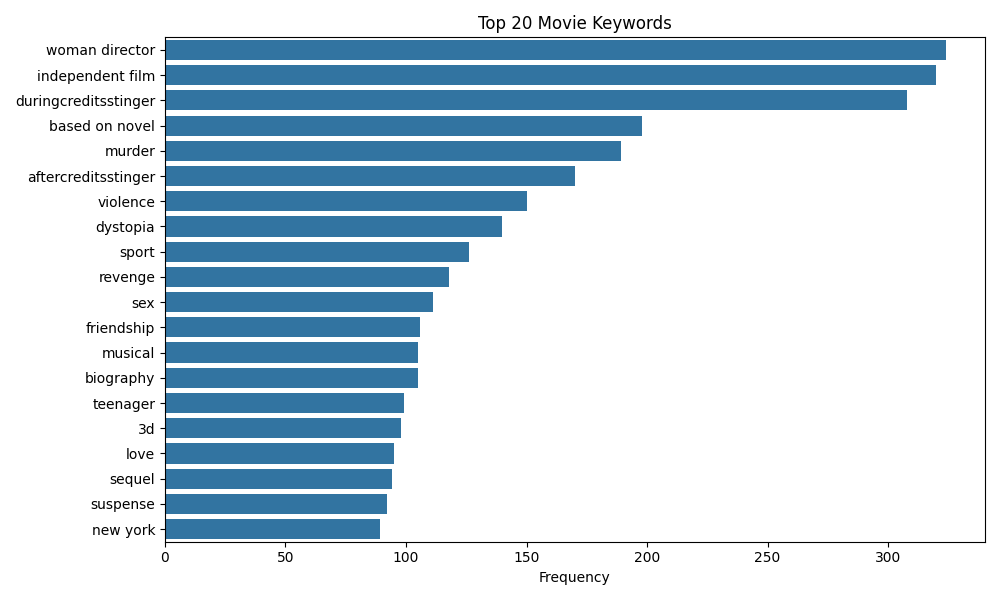 Top 20 Movie Keywords
woman director
independent film
duringcreditsstinger
based on novel
murder
aftercreditsstinger
violence
dystopia
sport
revenge
sex
friendship
musical
biography
teenager
3d
love
sequel
suspense
new york
0 50 100 150 200 250 300
Frequency